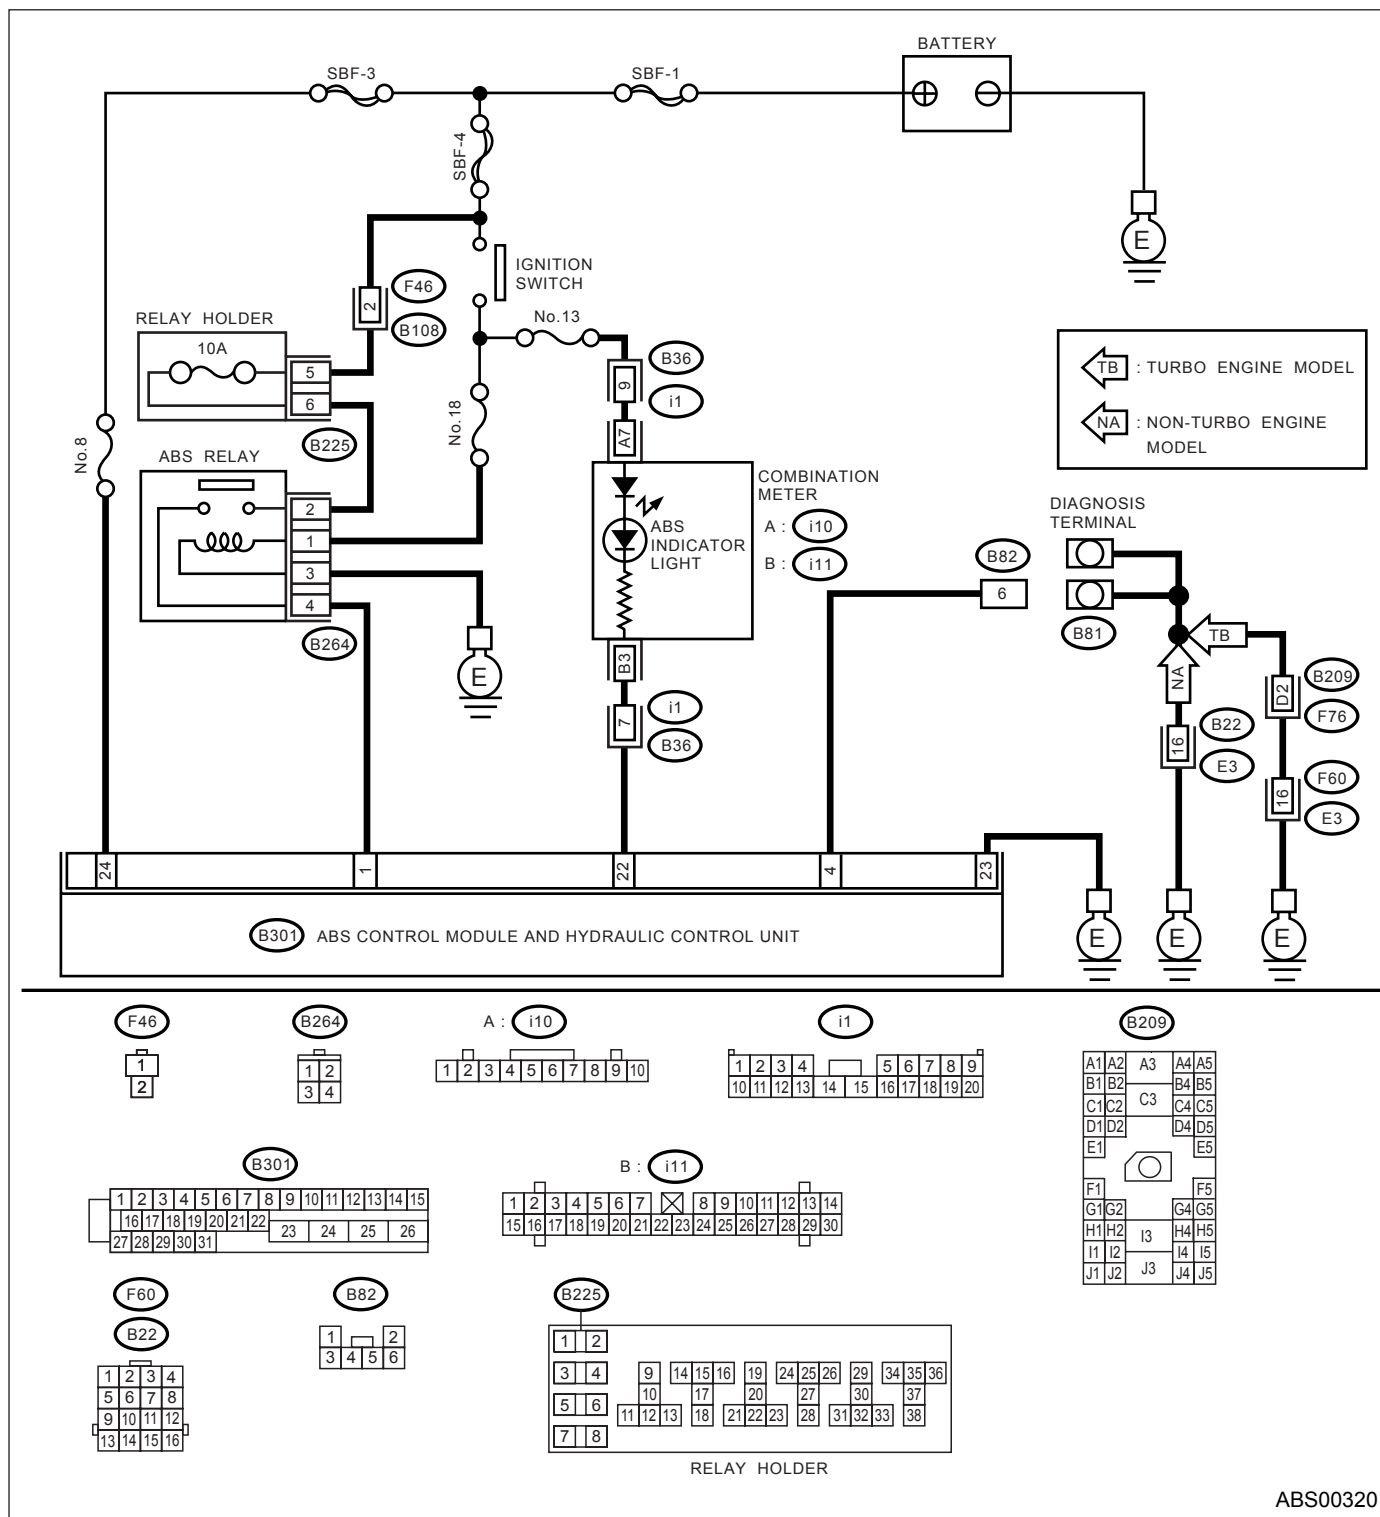 BATTERY
SBF-3
SBF-1
SBF-4
E
IGNITION
SWITCH
F46
2
B108
No.13
RELAY HOLDER
10A
5
6
B225
No.8
No.18
B36
9
i1
A7
TB : TURBO ENGINE MODEL
NA : NON-TURBO ENGINE
MODEL
ABS RELAY
2
1
3
4
B264
E
COMBINATION
METER
A : i10
B : i11
ABS
INDICATOR
LIGHT
B3
7
i1
B36
DIAGNOSIS
TERMINAL
B82
6
B81
TB
NA
B209
D2
F76
B22
16
E3
F60
16
E3
24
1
22
4
23
E
E
E
B301 ABS CONTROL MODULE AND HYDRAULIC CONTROL UNIT
F46
1
2
B264
1 2
3 4
A : i10
1 2 3 4 5 6 7 8 9 10
i1
1 2 3 4 5 6 7 8 9
10 11 12 13 14 15 16 17 18 19 20
B209
A1 A2 A3 A4 A5
B1 B2 B4 B5
C1 C2 C3 C4 C5
D1 D2 D4 D5
E1 E5
F1 F5
G1 G2 G4 G5
H1 H2 I3 H4 H5
I1 I2 I4 I5
J1 J2 J3 J4 J5
B301
1 2 3 4 5 6 7 8 9 10 11 12 13 14 15
16 17 18 19 20 21 22 23 24 25 26
27 28 29 30 31
B : i11
1 2 3 4 5 6 7 8 9 10 11 12 13 14
15 16 17 18 19 20 21 22 23 24 25 26 27 28 29 30
F60
B22
1 2 3 4
5 6 7 8
9 10 11 12
13 14 15 16
B82
1 2
3 4 5 6
B225
1 2
3 4 9 14 15 16 19 24 25 26 29 34 35 36
10 17 20 27 30 37
5 6 11 12 13 18 21 22 23 28 31 32 33 38
7 8
RELAY HOLDER
ABS00320